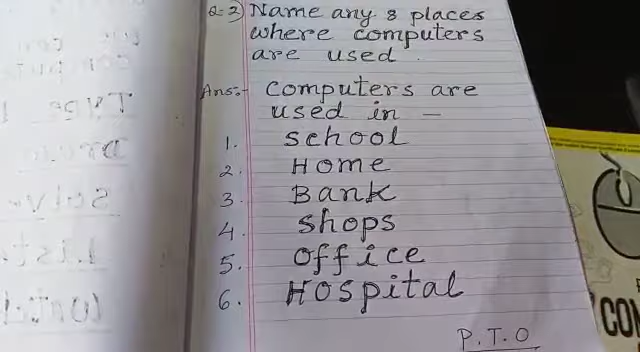 Q-2) Name any 8 places
where computers
are used.
Ans:- Computers are
used in –
1. School
2. Home
3. Bank
4. Shops
5. Office
6. Hospital
P.T.O
COM